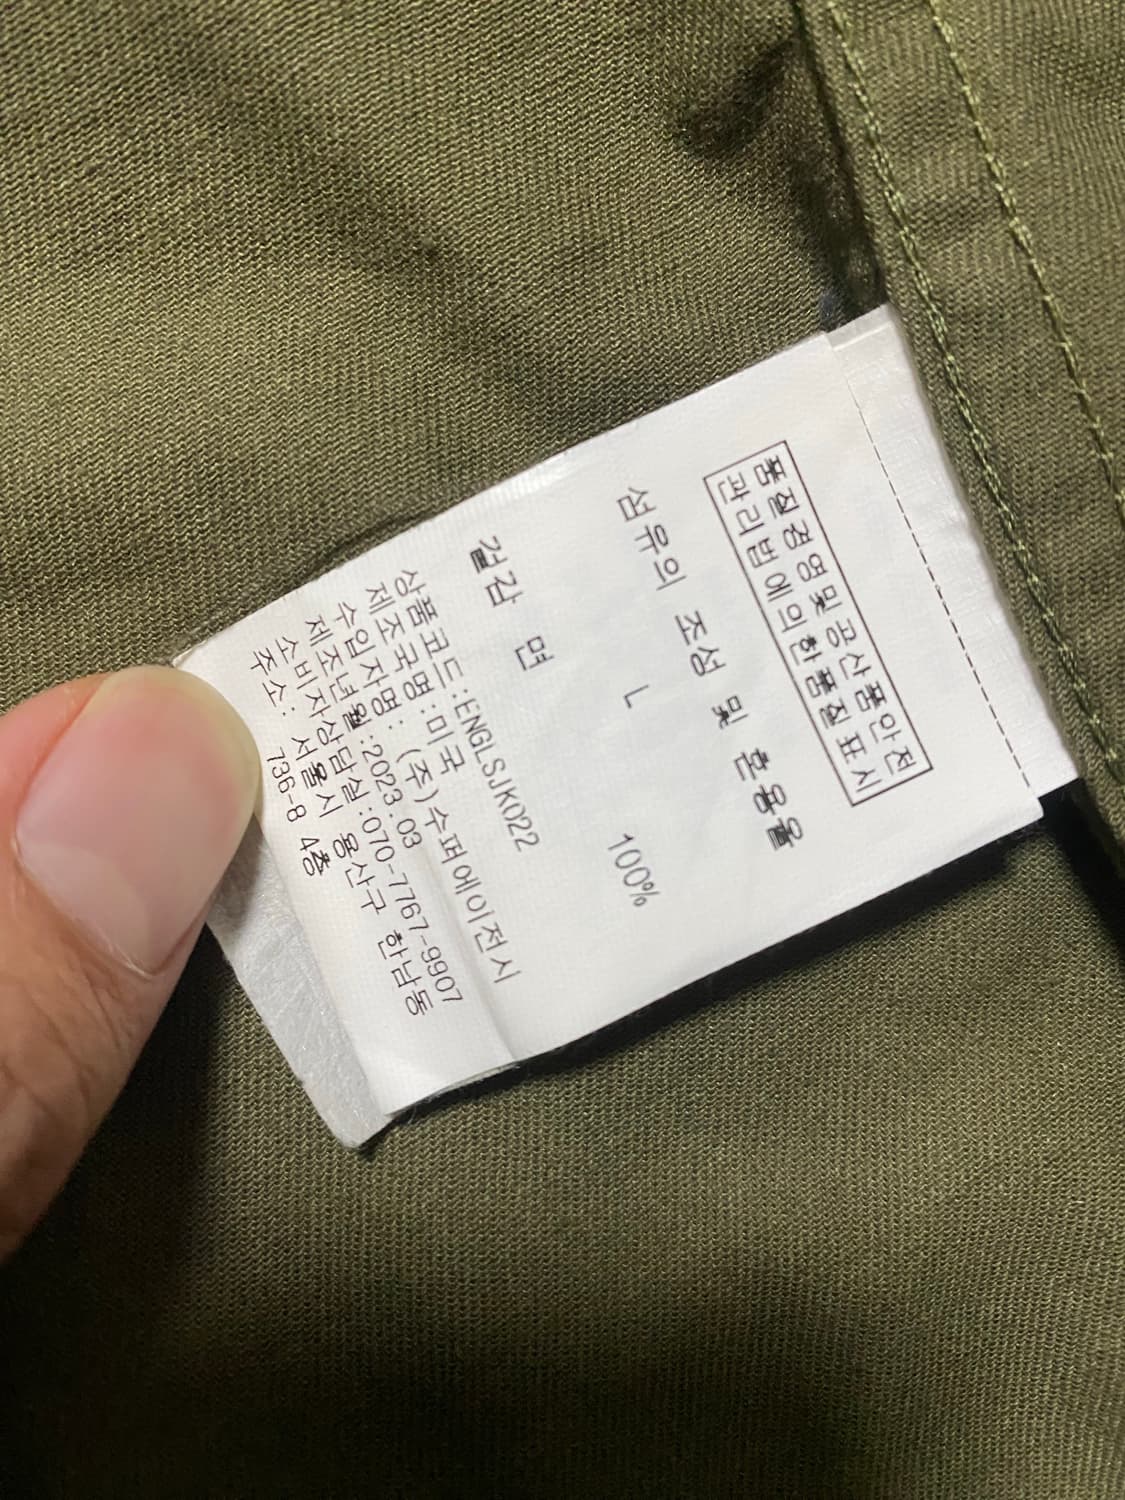 품질경영및공산품안전
관리법에의한품질표시
섬유의 조성 및 혼용율
L
겉감 면 100%
상품코드:ENGLSJK022
제조국명:미국
수입자명: (주)수퍼에이전시
제조년월:2023.03
소비자상담실:070-7767-9907
주소: 서울시 용산구 한남동
736-8 4층